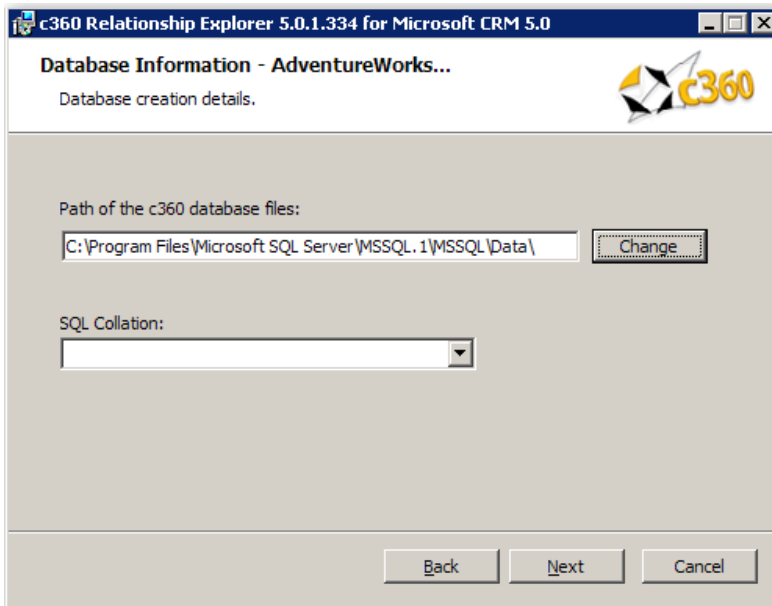 c360 Relationship Explorer 5.0.1.334 for Microsoft CRM 5.0
Database Information - AdventureWorks...
Database creation details.
c360
Path of the c360 database files:
C:\Program Files\Microsoft SQL Server\MSSQL.1\MSSQL\Data\
Change
SQL Collation:
Back
Next
Cancel